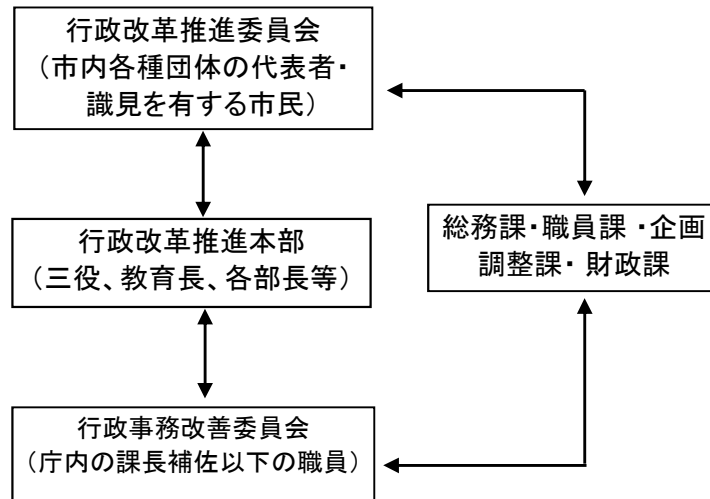 行政改革推進委員会
（市内各種団体の代表者・
識見を有する市民）
行政改革推進本部
（三役、教育長、各部長等）
総務課・職員課・企画
調整課・財政課
行政事務改善委員会
（庁内の課長補佐以下の職員）